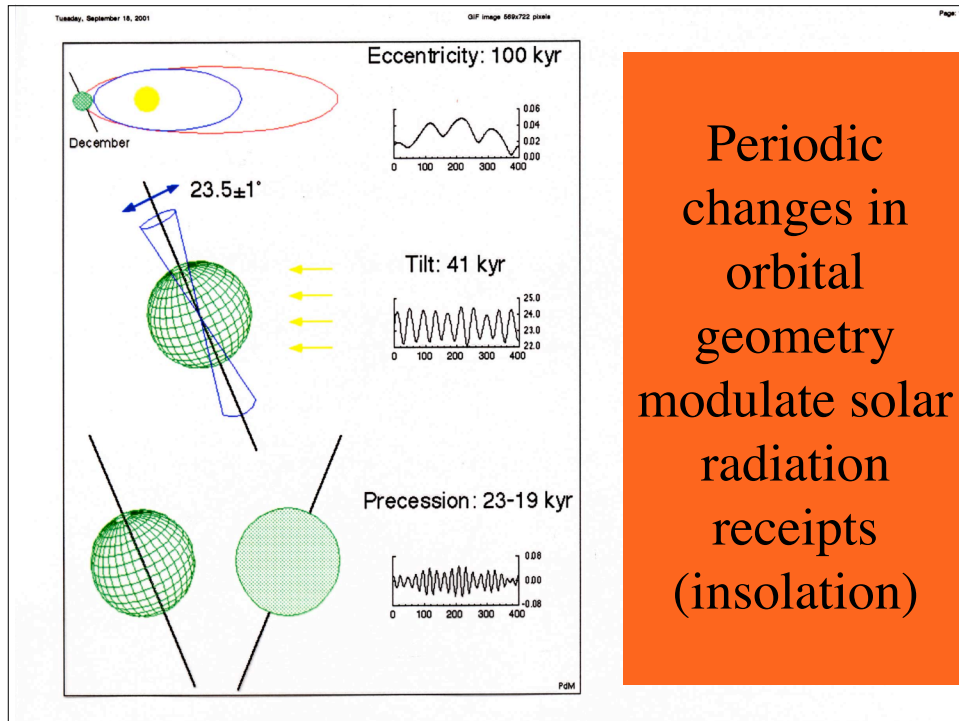 Tuesday, September 18, 2001
GIF image 559x722 pixels
Page:
Eccentricity: 100 kyr
December
0.06
0.04
0.02
0.00
0 100 200 300 400
23.5±1°
Tilt: 41 kyr
25.0
24.0
23.0
22.0
0 100 200 300 400
Precession: 23-19 kyr
0.08
0.00
-0.08
0 100 200 300 400
PdM
Periodic
changes in
orbital
geometry
modulate solar
radiation
receipts
(insolation)